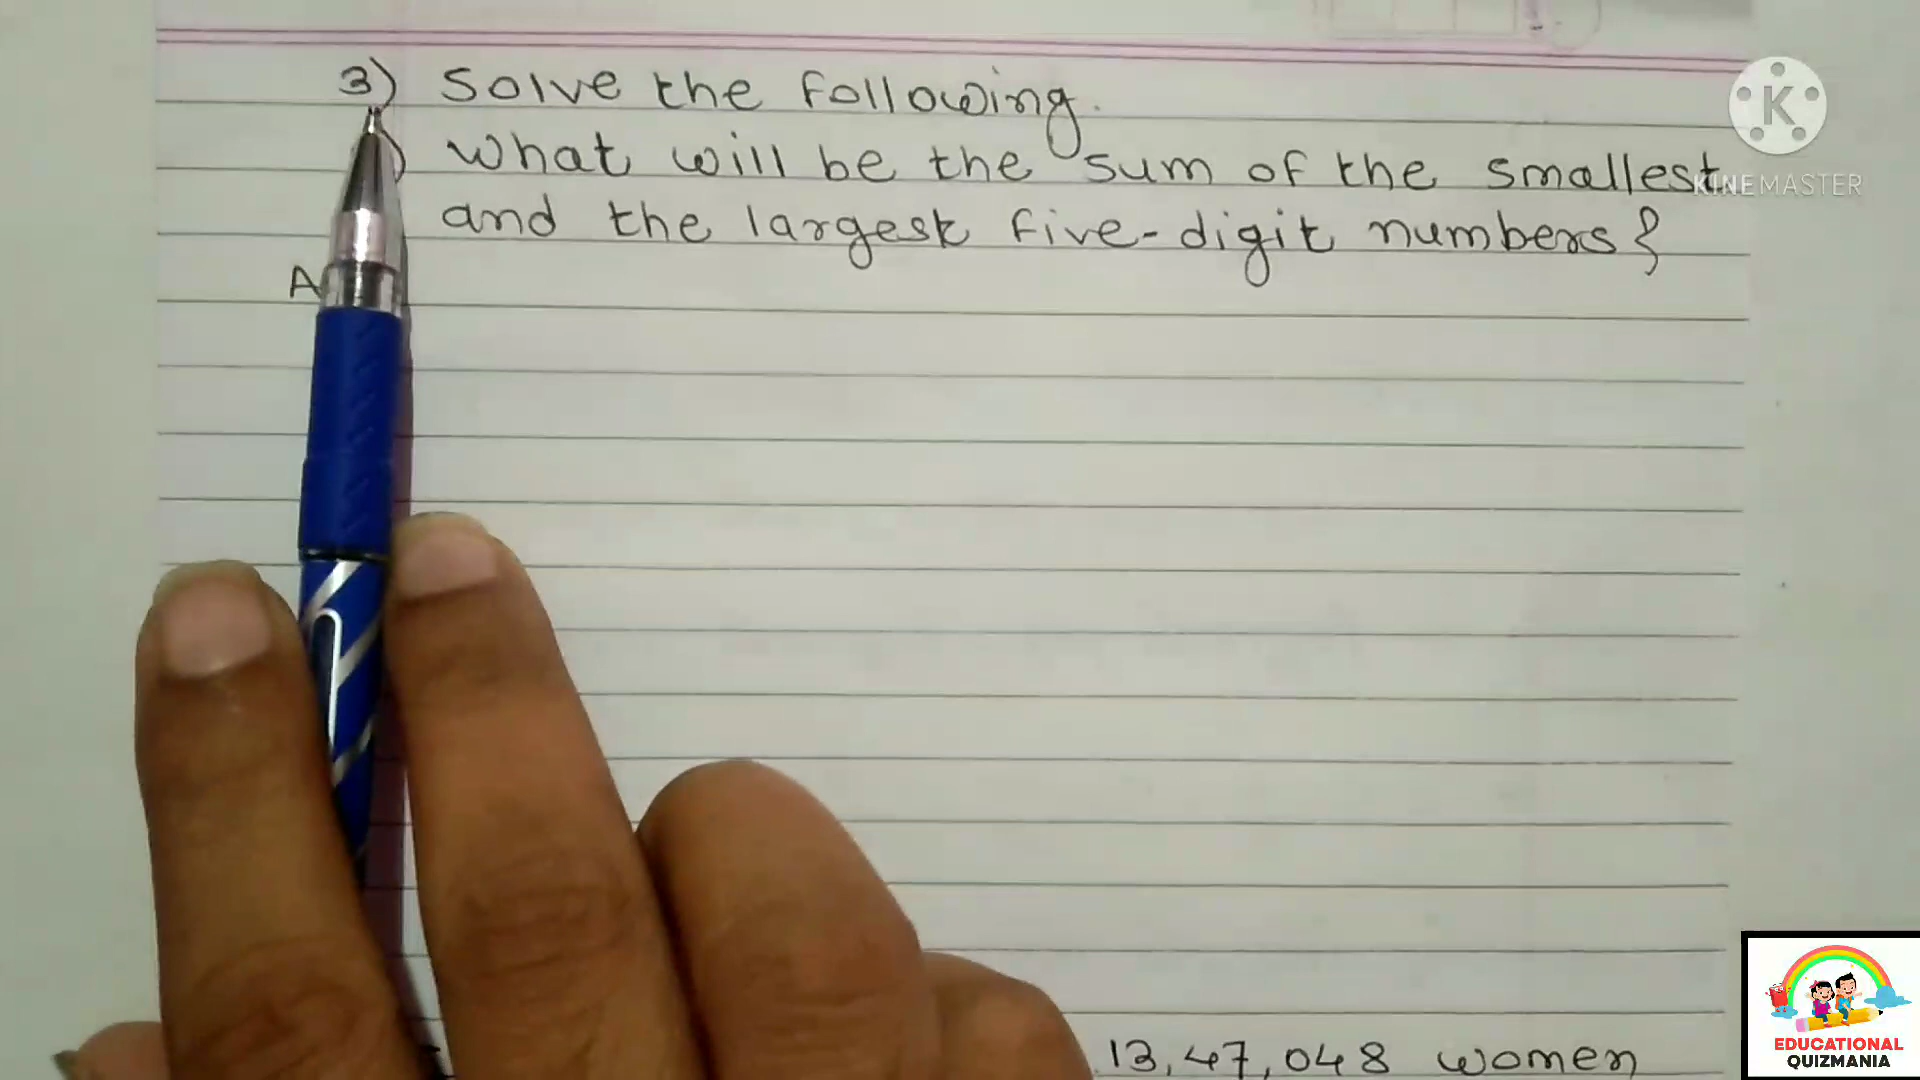 3) Solve the following.
) What will be the sum of the smallest
and the largest five-digit numbers?
A
13,47,048 women
K
KINEMASTER
EDUCATIONAL
QUIZMANIA